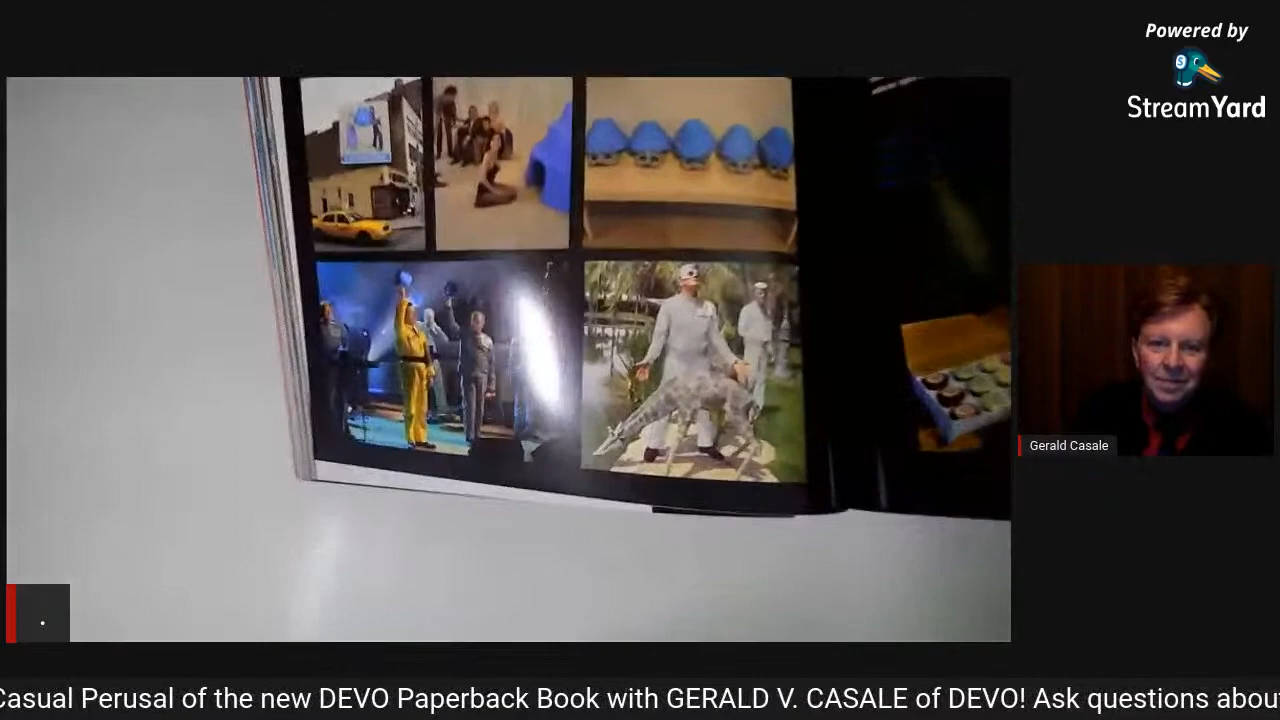 Powered by
StreamYard
Gerald Casale
.
Casual Perusal of the new DEVO Paperback Book with GERALD V. CASALE of DEVO! Ask questions about